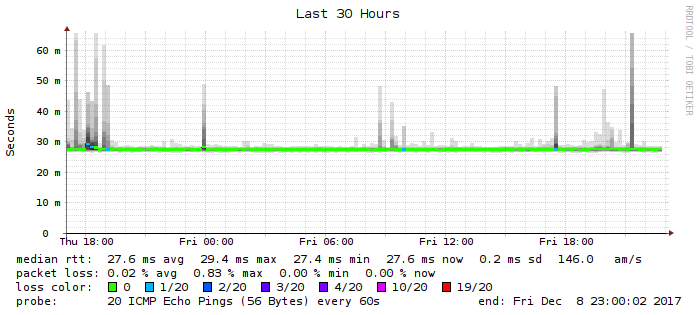 Last 30 Hours
RRDTOOL / TOBI OETIKER
Seconds
60 m
50 m
40 m
30 m
20 m
10 m
0
Thu 18:00 Fri 00:00 Fri 06:00 Fri 12:00 Fri 18:00
median rtt: 27.6 ms avg 29.4 ms max 27.4 ms min 27.6 ms now 0.2 ms sd 146.0 am/s
packet loss: 0.02 % avg 0.83 % max 0.00 % min 0.00 % now
loss color: 0 1/20 2/20 3/20 4/20 10/20 19/20
probe: 20 ICMP Echo Pings (56 Bytes) every 60s end: Fri Dec 8 23:00:02 2017